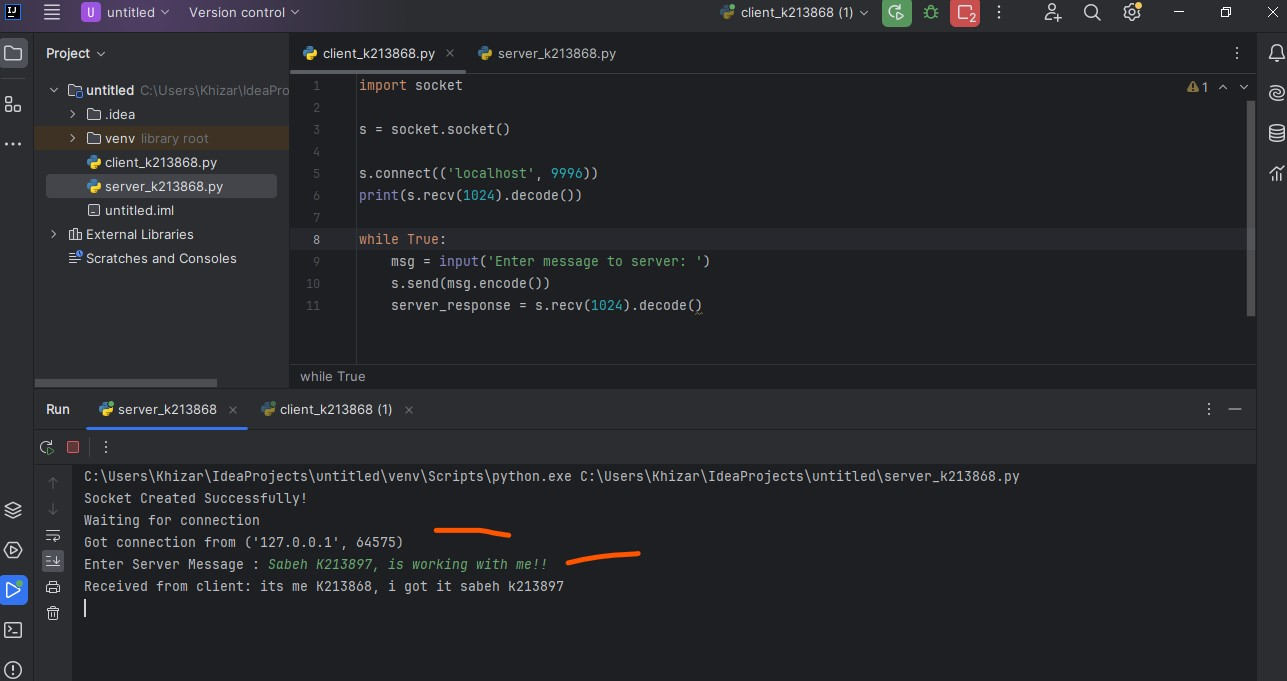 IJ
U untitled Version control client_k213868 (1) 2
Project
client_k213868.py server_k213868.py
untitled C:\Users\Khizar\IdeaPro
.idea
venv library root
client_k213868.py
server_k213868.py
untitled.iml
External Libraries
Scratches and Consoles
1 import socket
1
2
3 s = socket.socket()
4
5 s.connect(('localhost', 9996))
6 print(s.recv(1024).decode())
7
8 while True:
9 msg = input('Enter message to server: ')
10 s.send(msg.encode())
11 server_response = s.recv(1024).decode()
while True
Run server_k213868 client_k213868 (1)
C:\Users\Khizar\IdeaProjects\untitled\venv\Scripts\python.exe C:\Users\Khizar\IdeaProjects\untitled\server_k213868.py
Socket Created Successfully!
Waiting for connection
Got connection from ('127.0.0.1', 64575)
Enter Server Message : Sabeh K213897, is working with me!!
Received from client: its me K213868, i got it sabeh k213897